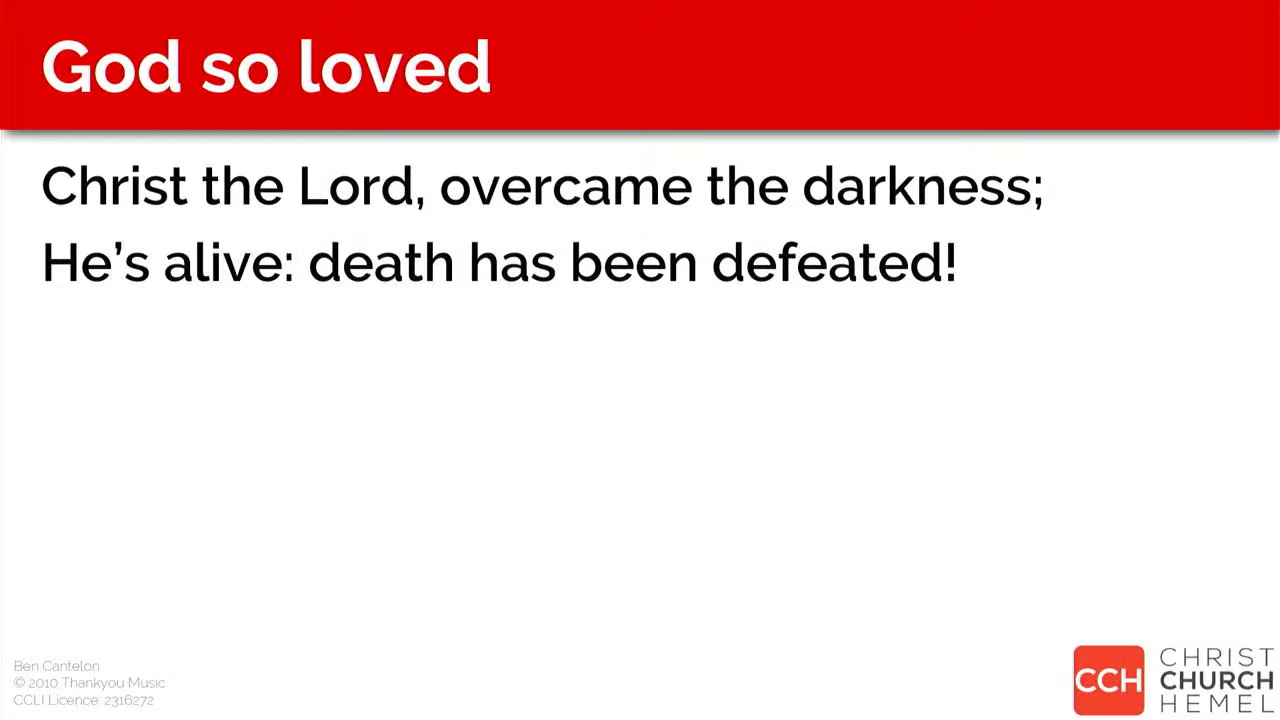 God so loved
Christ the Lord, overcame the darkness;
He’s alive: death has been defeated!
Ben Cantelon
© 2010 Thankyou Music
CCLI Licence: 2316272
CCH
CHRIST
CHURCH
HEMEL